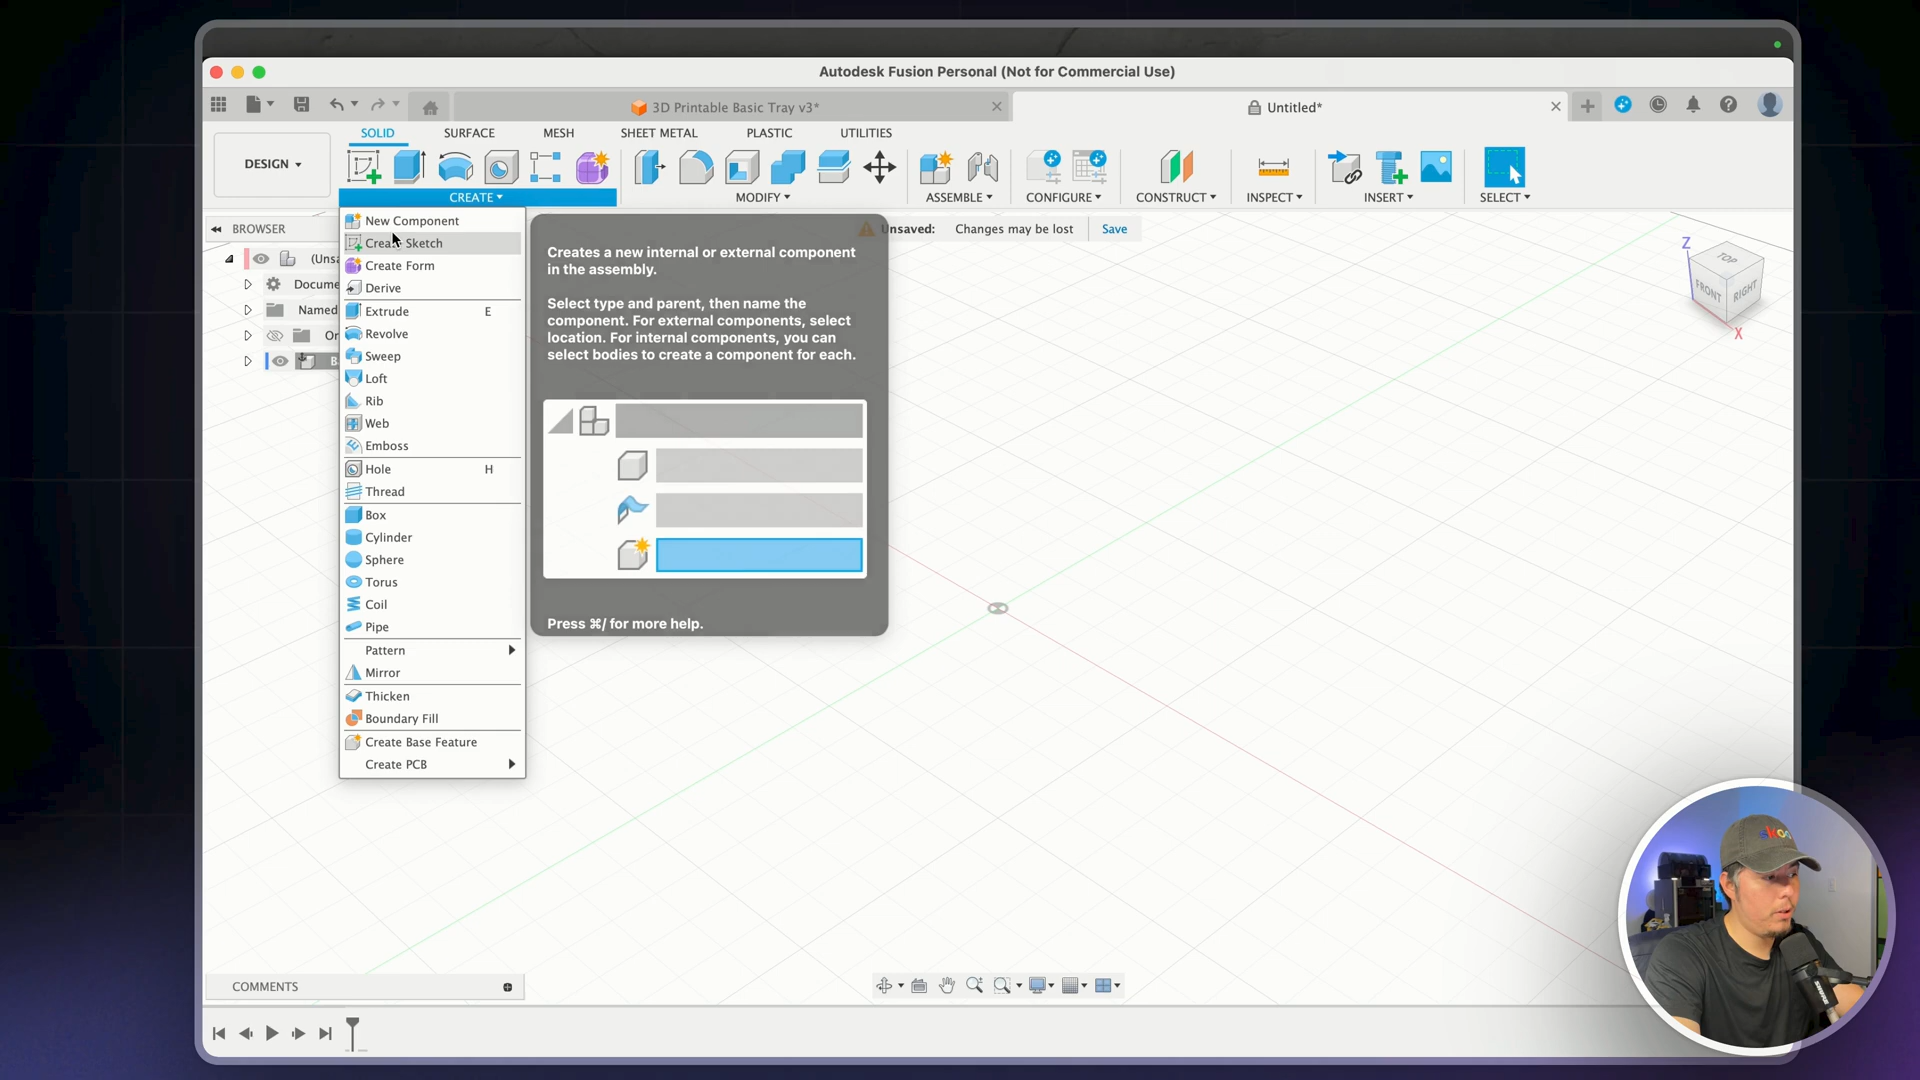 Autodesk Fusion Personal (Not for Commercial Use)
3D Printable Basic Tray v3*
Untitled*
DESIGN
SOLID
SURFACE
MESH
SHEET METAL
PLASTIC
UTILITIES
CREATE
MODIFY
ASSEMBLE
CONFIGURE
CONSTRUCT
INSPECT
INSERT
SELECT
BROWSER
Unsaved:
Changes may be lost
Save
(Unsa
Docume
Named
Or
B
New Component
Create Sketch
Create Form
Derive
Extrude E
Revolve
Sweep
Loft
Rib
Web
Emboss
Hole H
Thread
Box
Cylinder
Sphere
Torus
Coil
Pipe
Pattern
Mirror
Thicken
Boundary Fill
Create Base Feature
Create PCB
Creates a new internal or external component
in the assembly.
Select type and parent, then name the
component. For external components, select
location. For internal components, you can
select bodies to create a component for each.
Press ⌘/ for more help.
Z
TOP
FRONT
RIGHT
X
COMMENTS